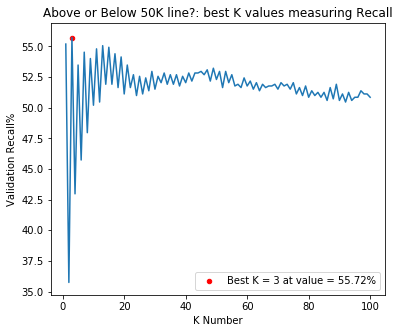 Above or Below 50K line?: best K values measuring Recall
Validation Recall%
55.0
52.5
50.0
47.5
45.0
42.5
40.0
37.5
35.0
0 20 40 60 80 100
K Number
Best K = 3 at value = 55.72%